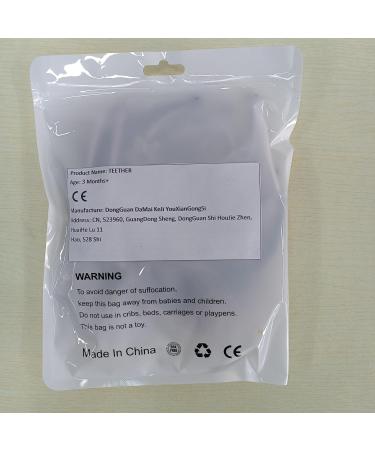 Product Name: TEETHER
Age: 3 Months+
CE
Manufacture: DongGuan DaMai KeJi YouXianGongSi
Address: CN, 523960, GuangDong Sheng, DongGuan Shi HouJie Zhen,
HuanHe Lu 11
Hao, 528 Shi
WARNING
To avoid danger of suffocation,
keep this bag away from babies and children.
Do not use in cribs, beds, carriages or playpens.
This bag is not a toy.
Made In China
CE